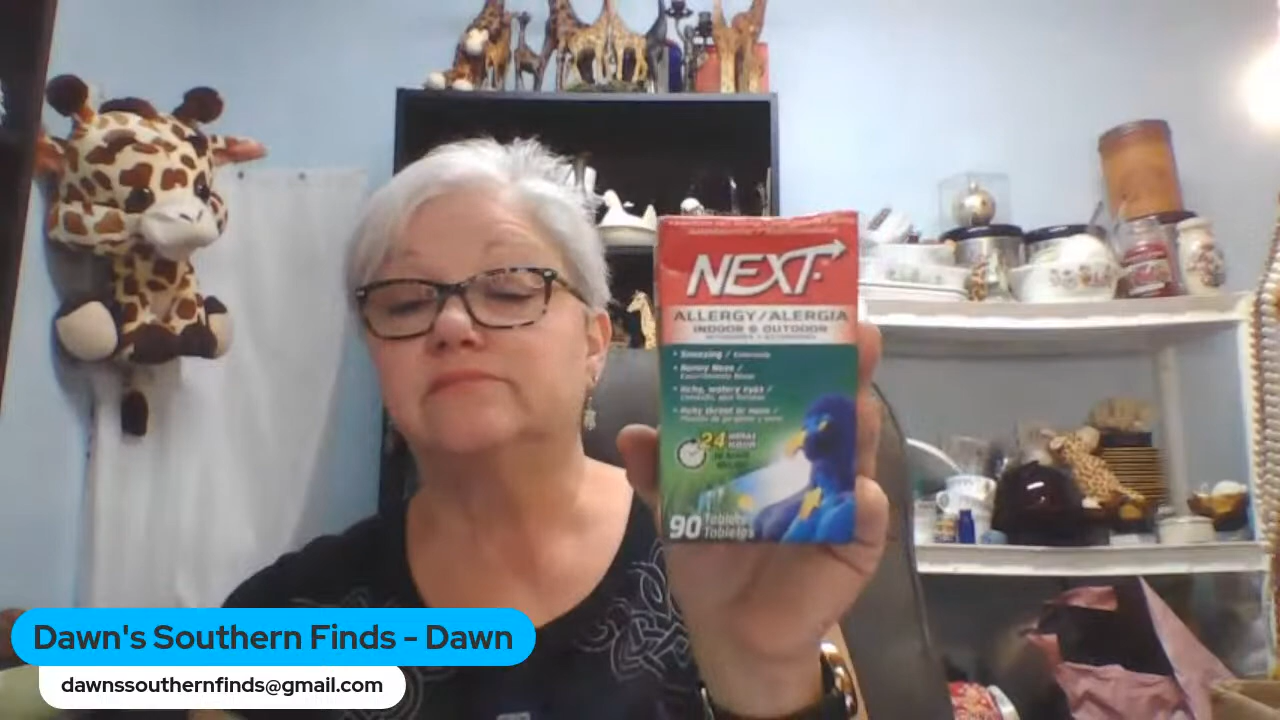 NEXT
ALLERGY/ALERGIA
INDOOR & OUTDOOR
• Sneezing /
• Runny Nose /
• Itchy, watery eyes /
• Itchy throat or nose /
24
90 Tablets
Tabletas
Dawn's Southern Finds - Dawn
dawnssouthernfinds@gmail.com